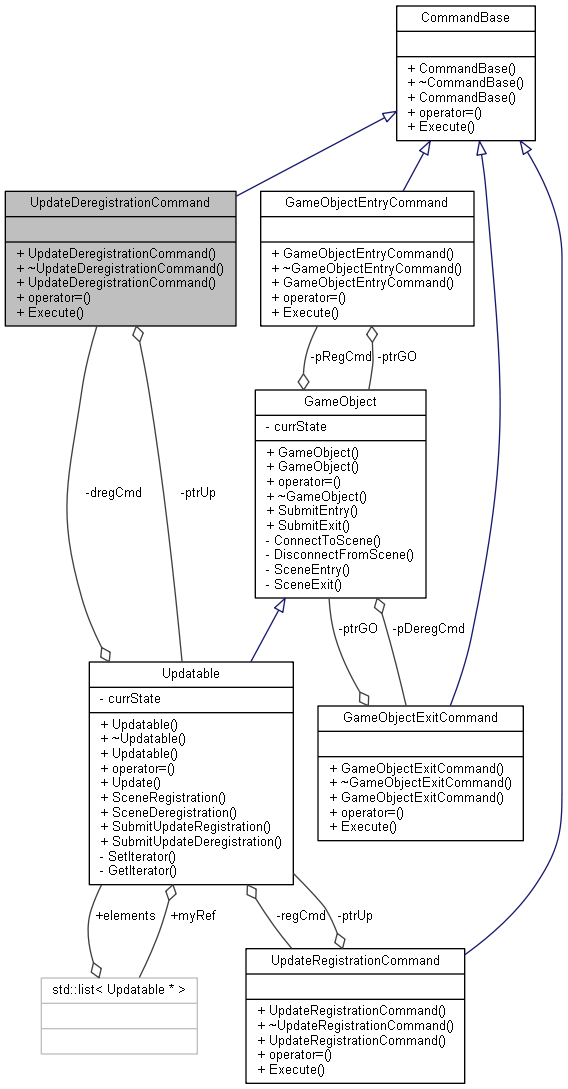 CommandBase
+ CommandBase()
+ ~CommandBase()
+ CommandBase()
+ operator=()
+ Execute()
UpdateDeregistrationCommand
+ UpdateDeregistrationCommand()
+ ~UpdateDeregistrationCommand()
+ UpdateDeregistrationCommand()
+ operator=()
+ Execute()
GameObjectEntryCommand
+ GameObjectEntryCommand()
+ ~GameObjectEntryCommand()
+ GameObjectEntryCommand()
+ operator=()
+ Execute()
-pRegCmd
-ptrGO
GameObject
- currState
+ GameObject()
+ GameObject()
+ operator=()
+ ~GameObject()
+ SubmitEntry()
+ SubmitExit()
- ConnectToScene()
- DisconnectFromScene()
- SceneEntry()
- SceneExit()
-dregCmd
-ptrUp
-ptrGO
-pDeregCmd
Updatable
- currState
+ Updatable()
+ ~Updatable()
+ Updatable()
+ operator=()
+ Update()
+ SceneRegistration()
+ SceneDeregistration()
+ SubmitUpdateRegistration()
+ SubmitUpdateDeregistration()
- SetIterator()
- GetIterator()
GameObjectExitCommand
+ GameObjectExitCommand()
+ ~GameObjectExitCommand()
+ GameObjectExitCommand()
+ operator=()
+ Execute()
+elements
+myRef
-regCmd
-ptrUp
std::list< Updatable * >
UpdateRegistrationCommand
+ UpdateRegistrationCommand()
+ ~UpdateRegistrationCommand()
+ UpdateRegistrationCommand()
+ operator=()
+ Execute()